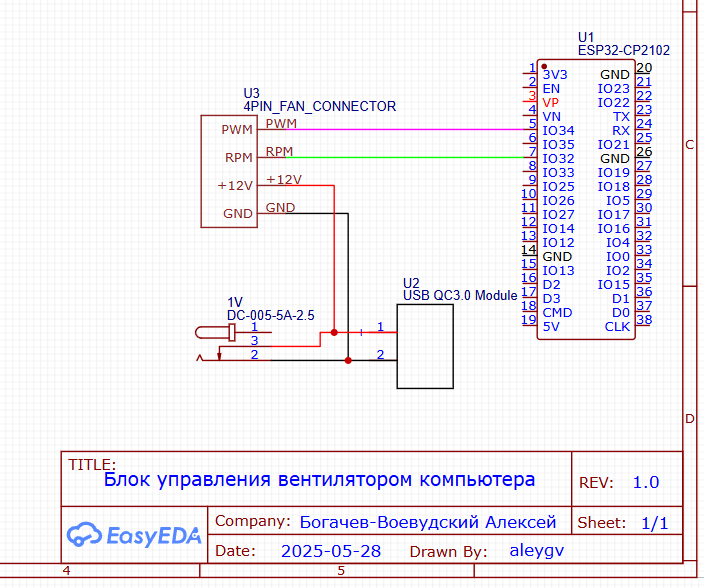 U1
ESP32-CP2102
1 3V3 GND 20
2 EN IO23 21
3 VP IO22 22
4 VN TX 23
5 IO34 RX 24
6 IO35 IO21 25
7 IO32 GND 26
8 IO33 IO19 27
9 IO25 IO18 28
10 IO26 IO5 29
11 IO27 IO17 30
12 IO14 IO16 31
13 IO12 IO4 32
14 GND IO0 33
15 IO13 IO2 34
16 D2 IO15 35
17 D3 D1 36
18 CMD D0 37
19 5V CLK 38
U3
4PIN_FAN_CONNECTOR
PWM PWM
RPM RPM
+12V +12V
GND GND
C
U2
USB QC3.0 Module
1
2
1V
DC-005-5A-2.5
1
3
2
D
TITLE:
Блок управления вентилятором компьютера
REV: 1.0
EasyEDA
Company: Богачев-Воевудский Алексей
Sheet: 1/1
Date: 2025-05-28 Drawn By: aleygv
4 5